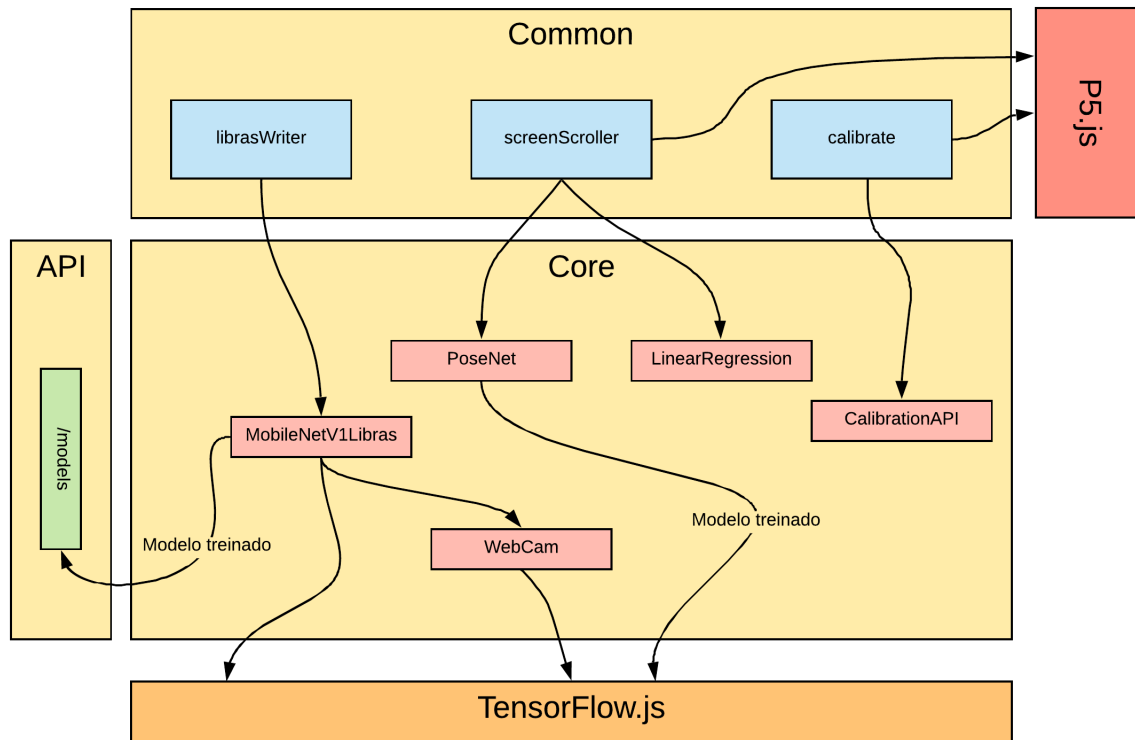 Common
librasWriter
screenScroller
calibrate
P5.js
API
/models
Core
PoseNet
LinearRegression
CalibrationAPI
MobileNetV1Libras
Modelo treinado
WebCam
Modelo treinado
TensorFlow.js